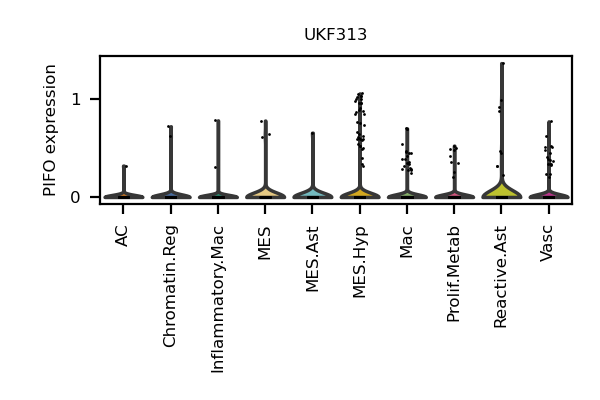 UKF313
PIFO expression
1
0
AC
Chromatin.Reg
Inflammatory.Mac
MES
MES.Ast
MES.Hyp
Mac
Prolif.Metab
Reactive.Ast
Vasc